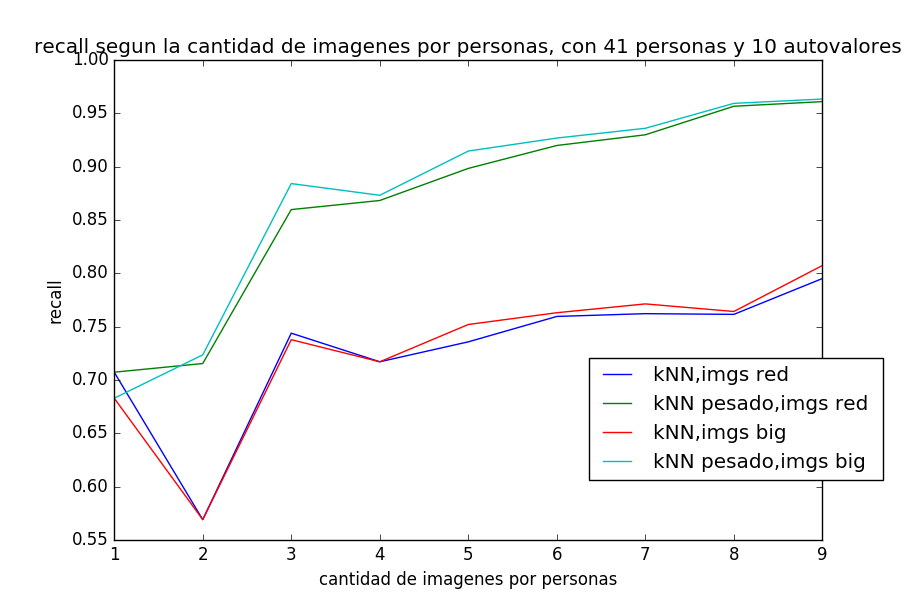 recall segun la cantidad de imagenes por personas, con 41 personas y 10 autovalores
1.00
0.95
0.90
0.85
0.80
0.75
0.70
0.65
0.60
0.55
recall
1 2 3 4 5 6 7 8 9
cantidad de imagenes por personas
kNN,imgs red
kNN pesado,imgs red
kNN,imgs big
kNN pesado,imgs big